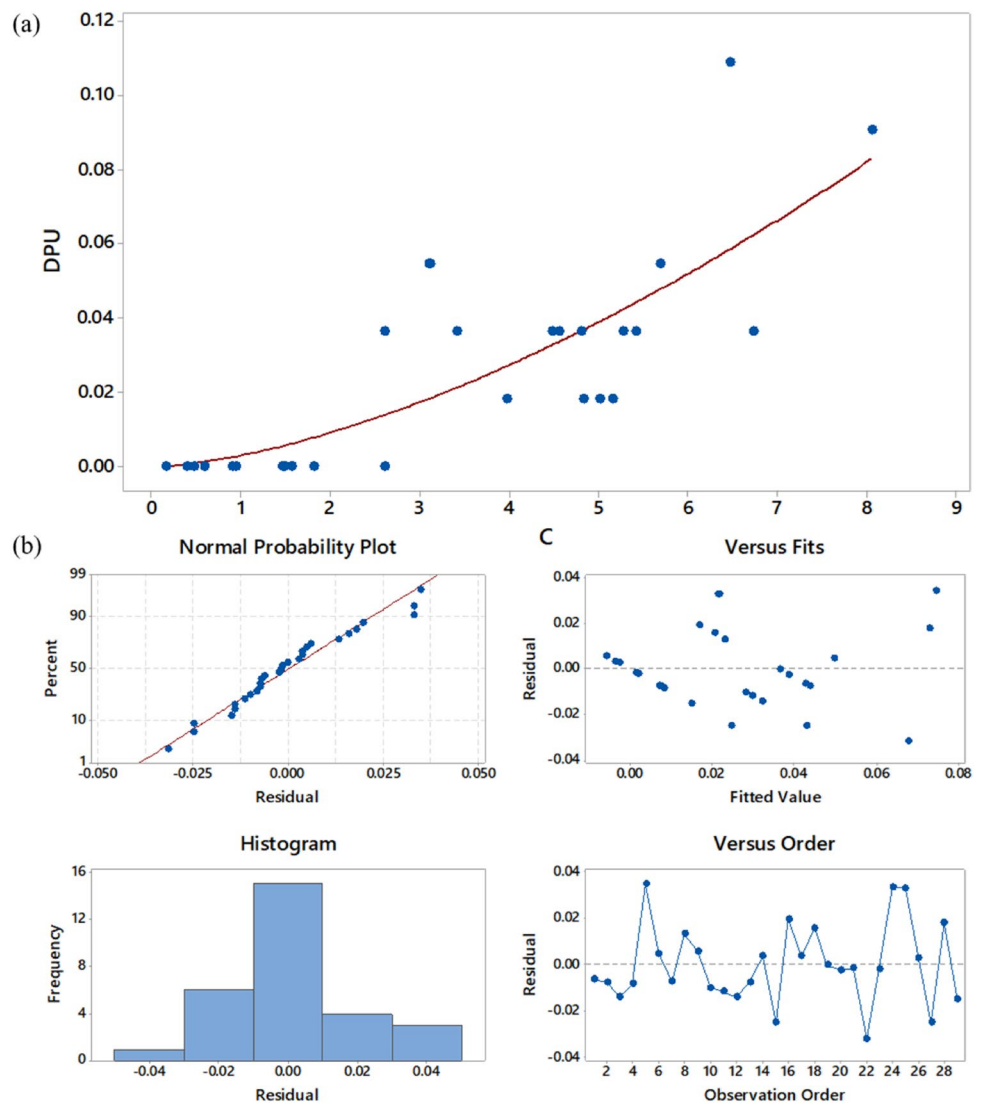 (a)
0.12
0.10
0.08
0.06
0.04
0.02
0.00
DPU
0 1 2 3 4 5 6 7 8 9
C
(b)
Normal Probability Plot
99
90
50
10
1
Percent
-0.050 -0.025 0.000 0.025 0.050
Residual
Versus Fits
0.04
0.02
0.00
-0.02
-0.04
Residual
0.00 0.02 0.04 0.06 0.08
Fitted Value
Histogram
16
12
8
4
0
Frequency
-0.04 -0.02 0.00 0.02 0.04
Residual
Versus Order
0.04
0.02
0.00
-0.02
-0.04
Residual
2 4 6 8 10 12 14 16 18 20 22 24 26 28
Observation Order